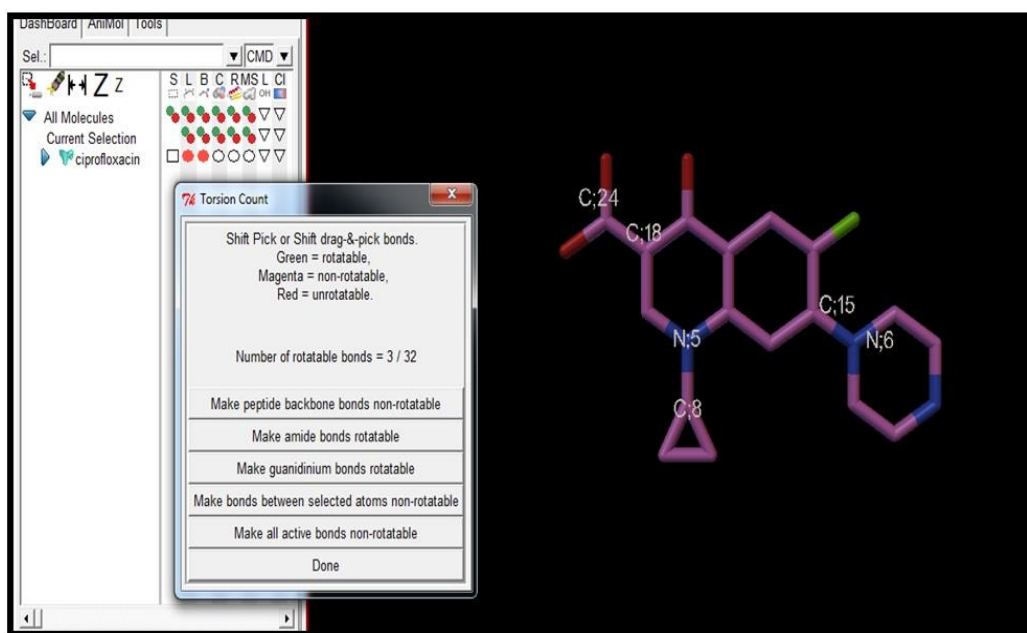 DashBoard AniMol Tools
Sel.: CMD
Z Z S L B C R MS L Cl
OH
All Molecules
Current Selection
ciprofloxacin
Torsion Count
x
Shift Pick or Shift drag-&-pick bonds.
Green = rotatable,
Magenta = non-rotatable,
Red = unrotatable.
Number of rotatable bonds = 3 / 32
Make peptide backbone bonds non-rotatable
Make amide bonds rotatable
Make guanidinium bonds rotatable
Make bonds between selected atoms non-rotatable
Make all active bonds non-rotatable
Done
C;24
C;18
C;15
N;5
N;6
C;8